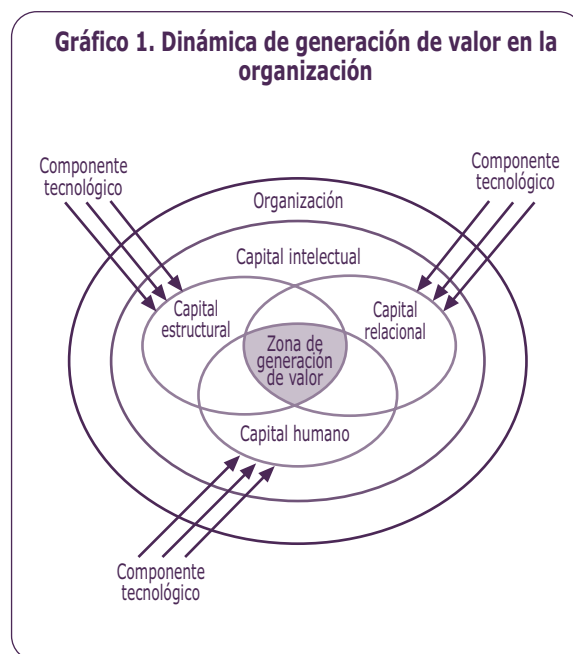 Gráfico 1. Dinámica de generación de valor en la
organización
Componente
tecnológico
Componente
tecnológico
Organización
Capital intelectual
Capital
estructural
Capital
relacional
Zona de
generación
de valor
Capital humano
Componente
tecnológico